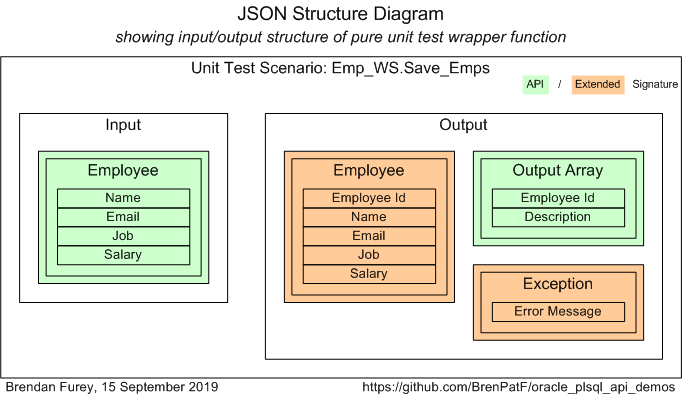 JSON Structure Diagram
showing input/output structure of pure unit test wrapper function
Unit Test Scenario: Emp_WS.Save_Emps
API / Extended Signature
Input
Employee
Name
Email
Job
Salary
Output
Employee
Employee Id
Name
Email
Job
Salary
Output Array
Employee Id
Description
Exception
Error Message
Brendan Furey, 15 September 2019
https://github.com/BrenPatF/oracle_plsql_api_demos